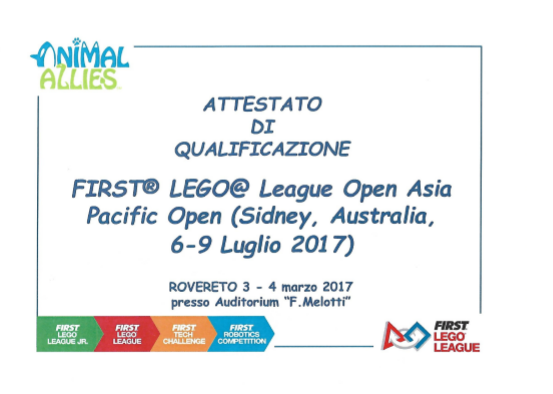 ANIMAL
ALLIES
ATTESTATO
DI
QUALIFICAZIONE
FIRST® LEGO@ League Open Asia
Pacific Open (Sidney, Australia,
6-9 Luglio 2017)
ROVERETO 3 - 4 marzo 2017
presso Auditorium "F.Melotti"
FIRST
LEGO
LEAGUE JR.
FIRST
LEGO
LEAGUE
FIRST
TECH
CHALLENGE
FIRST
ROBOTICS
COMPETITION
FIRST
LEGO
LEAGUE